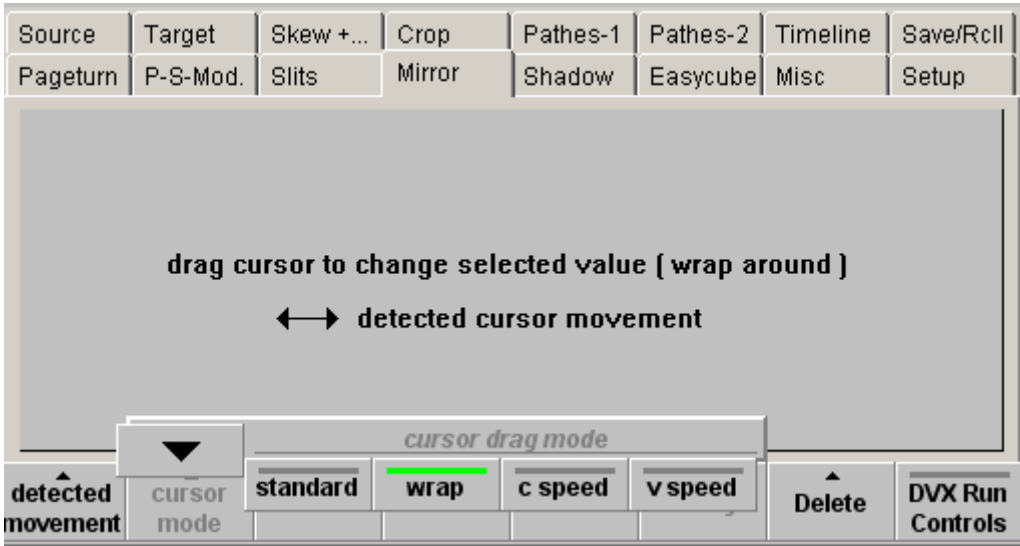 Source Target Skew +... Crop Pathes-1 Pathes-2 Timeline Save/Rcll
Pageturn P-S-Mod. Slits Mirror Shadow Easycube Misc Setup
drag cursor to change selected value ( wrap around )
detected cursor movement
cursor drag mode
standard wrap c speed v speed
detected movement
cursor mode
Delete
DVX Run
Controls